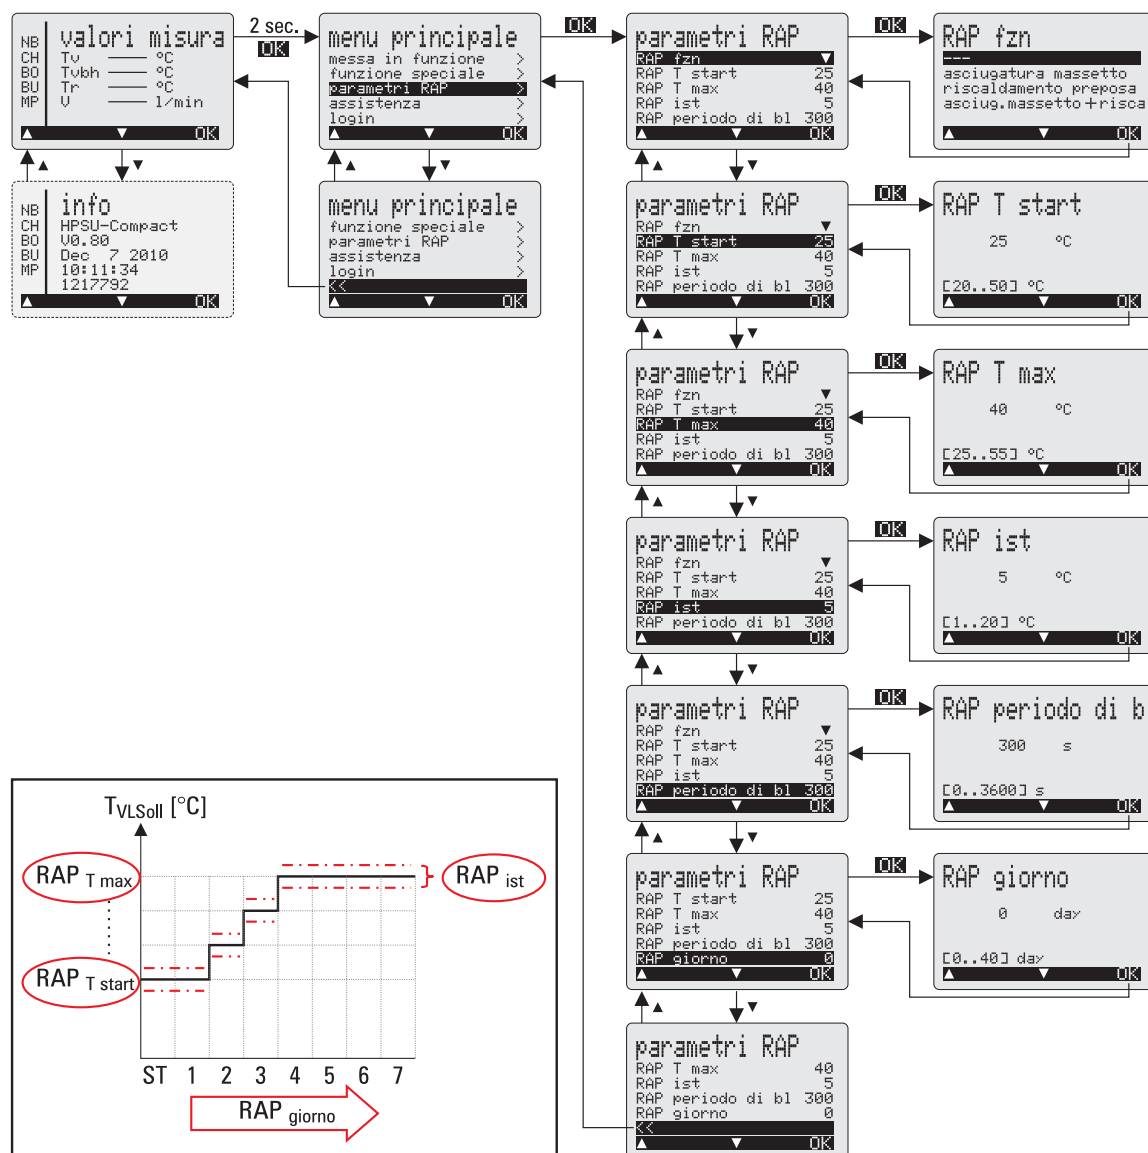 valori misura
NB
CH
BO
BU
MP
Tv —— °C
Tvbh —— °C
Tr —— °C
V —— l/min
▲ ▼ OK
2 sec.
OK
info
NB
CH
BO
BU
MP
HPSU-Compact
V0.80
Dec 7 2010
10:11:34
1217792
▲ ▼ OK
menu principale
messa in funzione >
funzione speciale >
parametri RAP >
assistenza >
login >
▲ ▼ OK
menu principale
funzione speciale >
parametri RAP >
assistenza >
login >
<<
▲ ▼ OK
OK
parametri RAP
RAP fzn ▼
RAP T start 25
RAP T max 40
RAP ist 5
RAP periodo di bl 300
▲ ▼ OK
OK
RAP fzn
---
asciugatura massetto
riscaldamento preposa
asciug.massetto+risca
▲ ▼ OK
parametri RAP
RAP fzn ▼
RAP T start 25
RAP T max 40
RAP ist 5
RAP periodo di bl 300
▲ ▼ OK
OK
RAP T start
25 °C
[20..50] °C
▲ ▼ OK
parametri RAP
RAP fzn ▼
RAP T start 25
RAP T max 40
RAP ist 5
RAP periodo di bl 300
▲ ▼ OK
OK
RAP T max
40 °C
[25..55] °C
▲ ▼ OK
parametri RAP
RAP fzn ▼
RAP T start 25
RAP T max 40
RAP ist 5
RAP periodo di bl 300
▲ ▼ OK
OK
RAP ist
5 °C
[1..20] °C
▲ ▼ OK
parametri RAP
RAP fzn ▼
RAP T start 25
RAP T max 40
RAP ist 5
RAP periodo di bl 300
▲ ▼ OK
OK
RAP periodo di b
300 s
[0..3600] s
▲ ▼ OK
parametri RAP
RAP T start 25
RAP T max 40
RAP ist 5
RAP periodo di bl 300
RAP giorno 0
▲ ▼ OK
OK
RAP giorno
0 day
[0..40] day
▲ ▼ OK
parametri RAP
RAP T max 40
RAP ist 5
RAP periodo di bl 300
RAP giorno 0
<<
▲ ▼ OK
T VLSoll [°C]
RAP T max
RAP ist
RAP T start
ST 1 2 3 4 5 6 7
RAP giorno